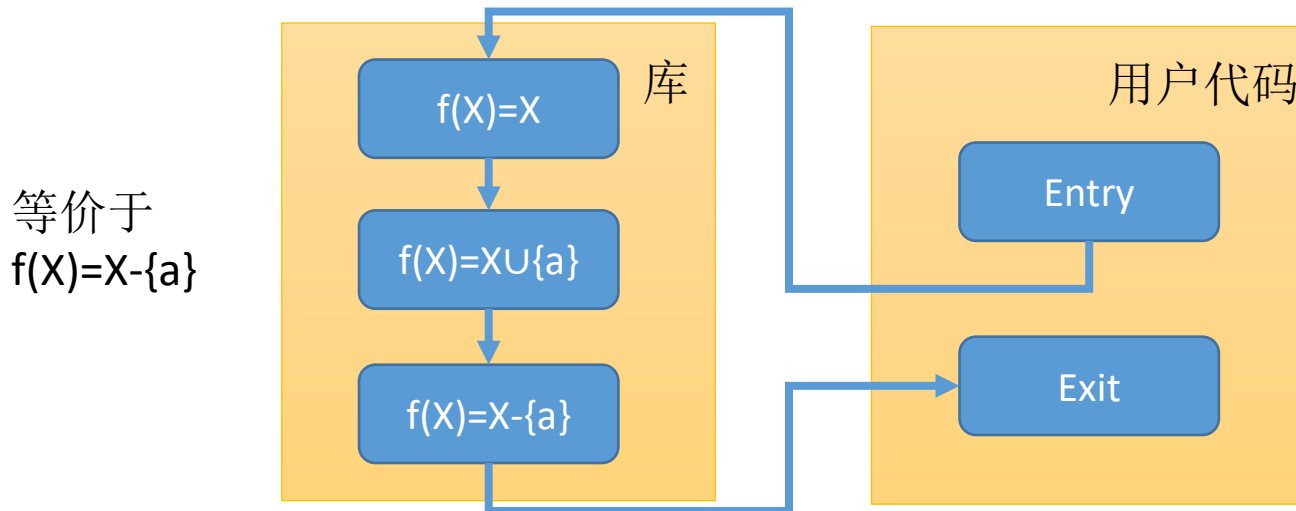 等价于
f(X)=X-{a}
库
f(X)=X
f(X)=X∪{a}
f(X)=X-{a}
用户代码
Entry
Exit